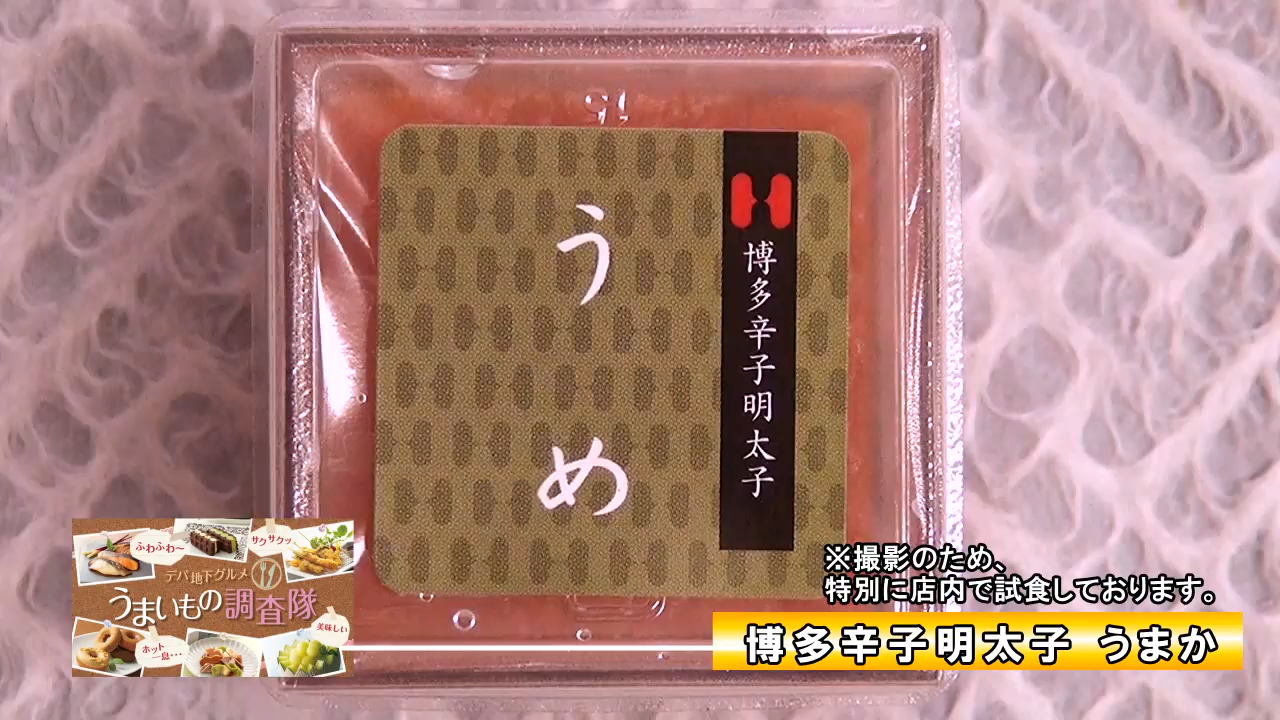 うめ
博多辛子明太子
ふわふわ〜
サクサクッ
デパ地下グルメ
うまいもの調査隊
ホット
一息・・・
美味しい
※撮影のため、
特別に店内で試食しております。
博多辛子明太子 うまか